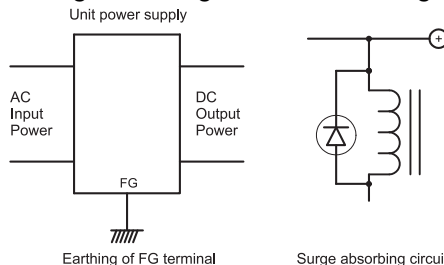 Unit power supply
AC
Input
Power
DC
Output
Power
FG
+
Earthing of FG terminal
Surge absorbing circui